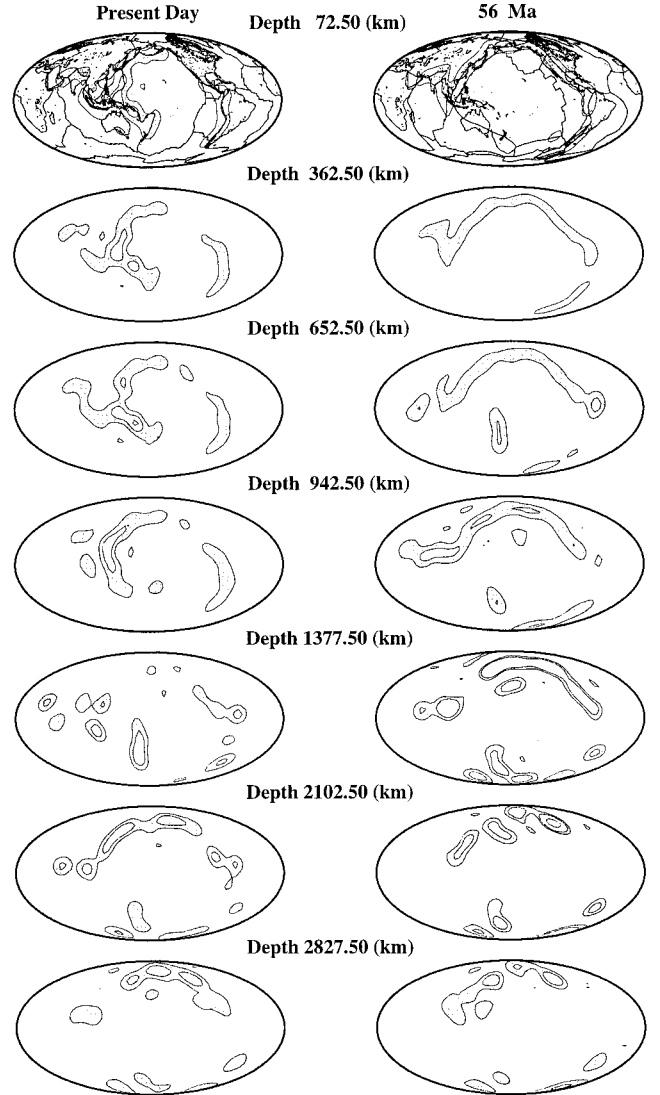 Present Day
56 Ma
Depth 72.50 (km)
Depth 362.50 (km)
Depth 652.50 (km)
Depth 942.50 (km)
Depth 1377.50 (km)
Depth 2102.50 (km)
Depth 2827.50 (km)